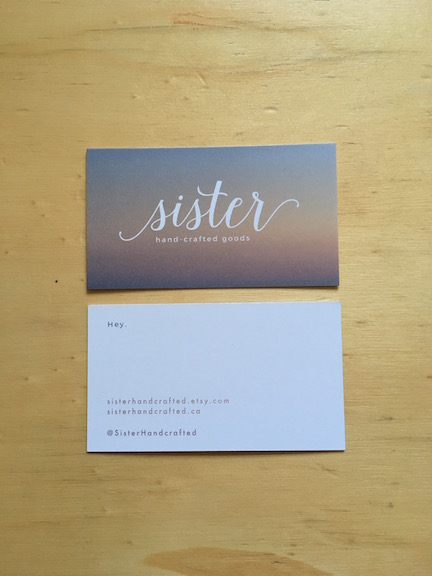 sister
hand-crafted goods
Hey.
sisterhandcrafted.etsy.com
sisterhandcrafted.ca
@SisterHandcrafted